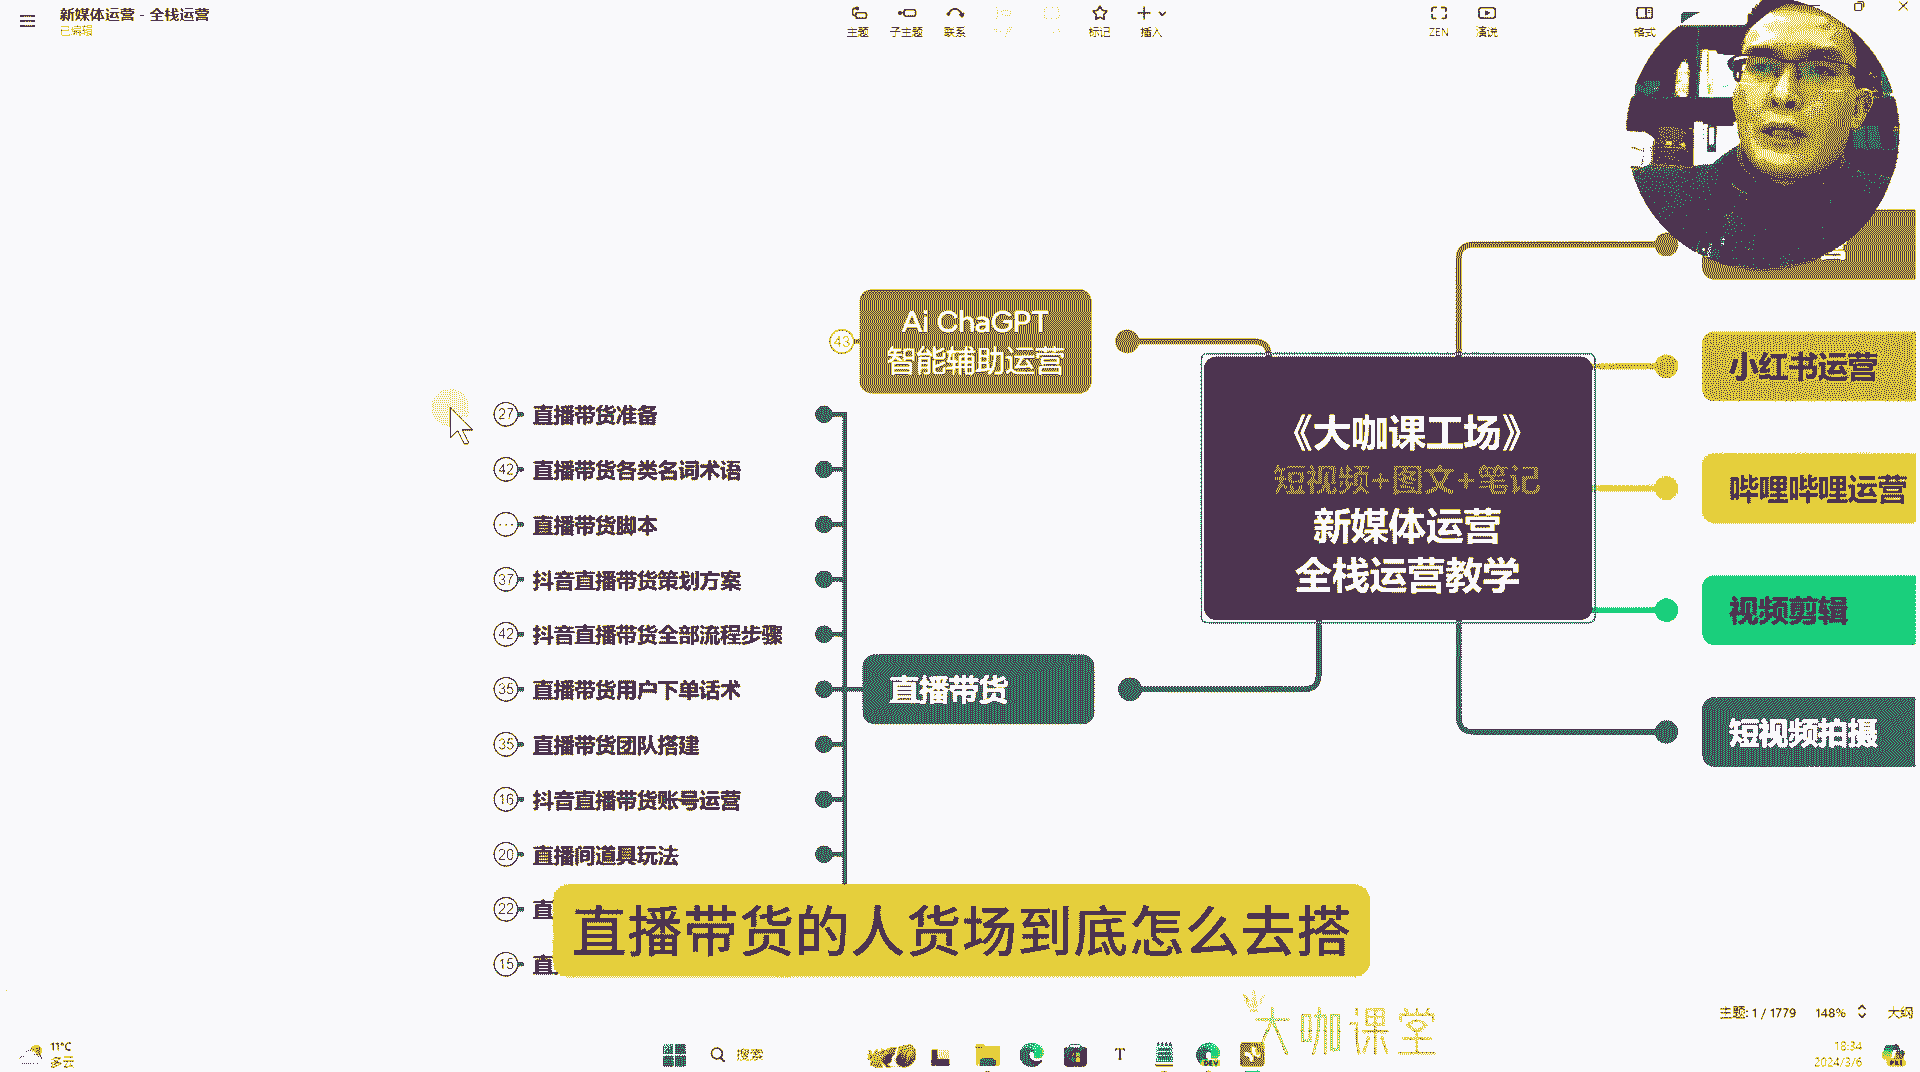 新媒体运营 - 全栈运营
已编辑
主题
子主题
联系
标记
插入
ZEN
演说
格式
Ai ChaGPT
智能辅助运营
43
27
直播带货准备
42
直播带货各类名词术语
直播带货脚本
37
抖音直播带货策划方案
42
抖音直播带货全部流程步骤
35
直播带货用户下单话术
35
直播带货团队搭建
16
抖音直播带货账号运营
20
直播间道具玩法
22
直
15
直
直播带货
《大咖课工场》
短视频+图文+笔记
新媒体运营
全栈运营教学
小红书运营
哔哩哔哩运营
视频剪辑
短视频拍摄
直播带货的人货场到底怎么去搭
大咖课堂
主题: 1 / 1779
148%
大纲
11°C
多云
搜索
T
DEV
18:34
2024/3/6
PRE